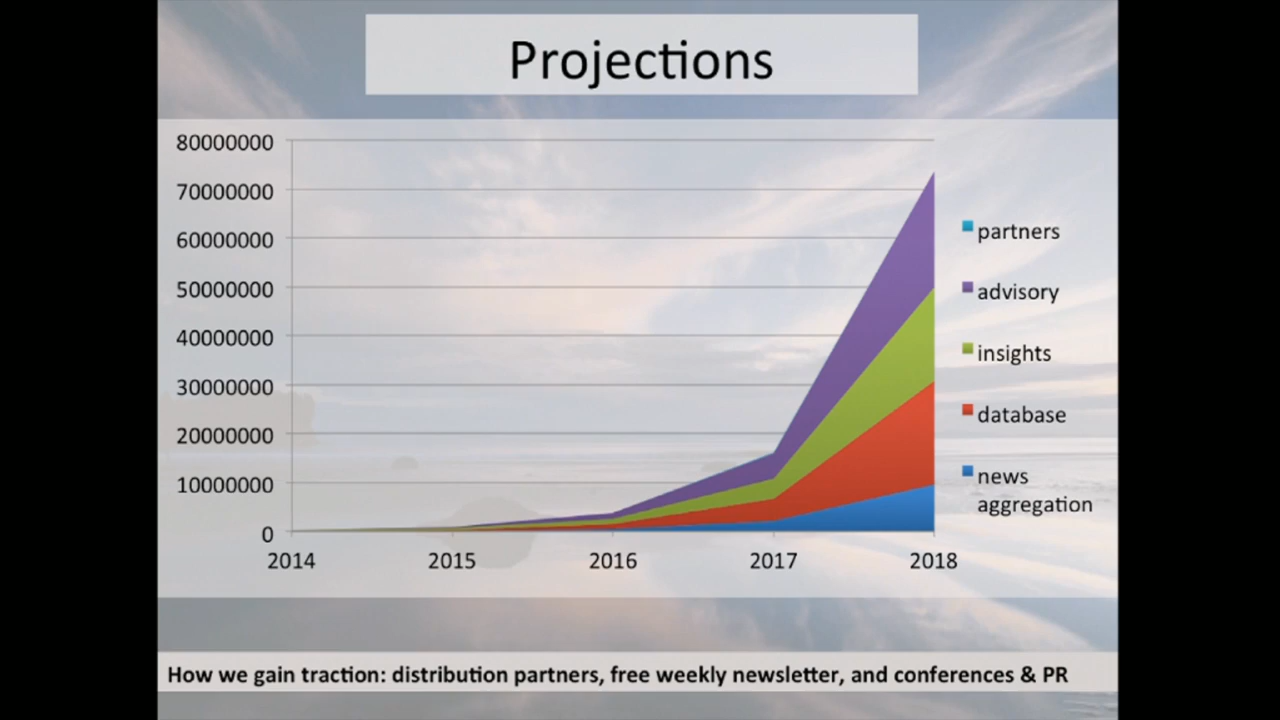 Projections
80000000
70000000
60000000
50000000
40000000
30000000
20000000
10000000
0
2014 2015 2016 2017 2018
partners
advisory
insights
database
news
aggregation
How we gain traction: distribution partners, free weekly newsletter, and conferences & PR